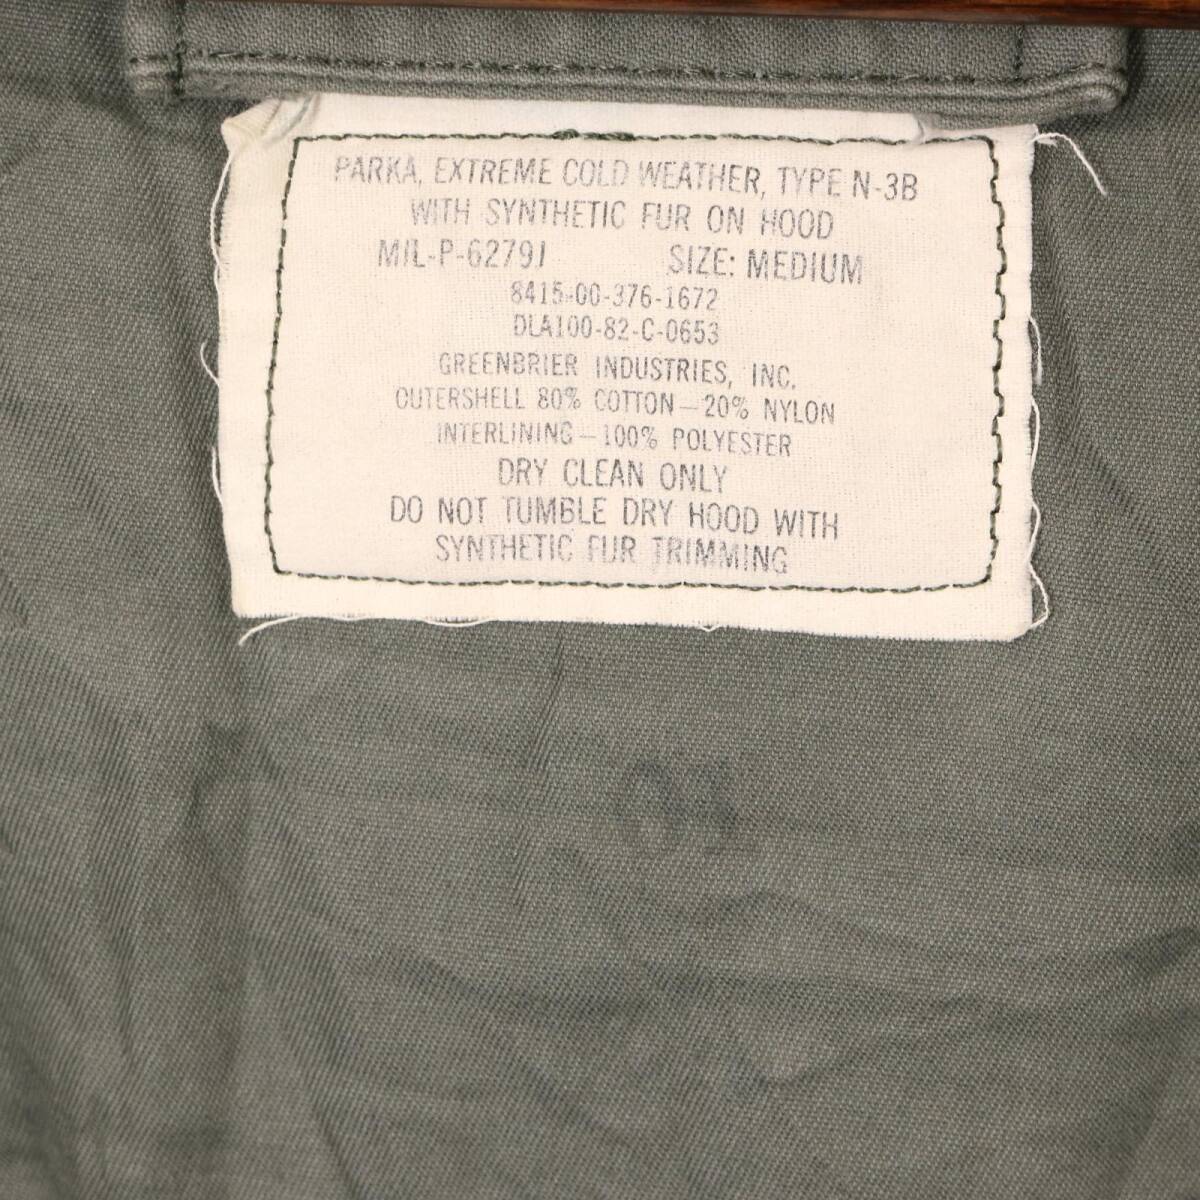 PARKA, EXTREME COLD WEATHER, TYPE N-3B
WITH SYNTHETIC FUR ON HOOD
MIL-P-6279J SIZE: MEDIUM
8415-00-376-1672
DLA100-82-C-0653
GREENBRIER INDUSTRIES, INC.
OUTERSHELL 80% COTTON-20% NYLON
INTERLINING-100% POLYESTER
DRY CLEAN ONLY
DO NOT TUMBLE DRY HOOD WITH
SYNTHETIC FUR TRIMMING